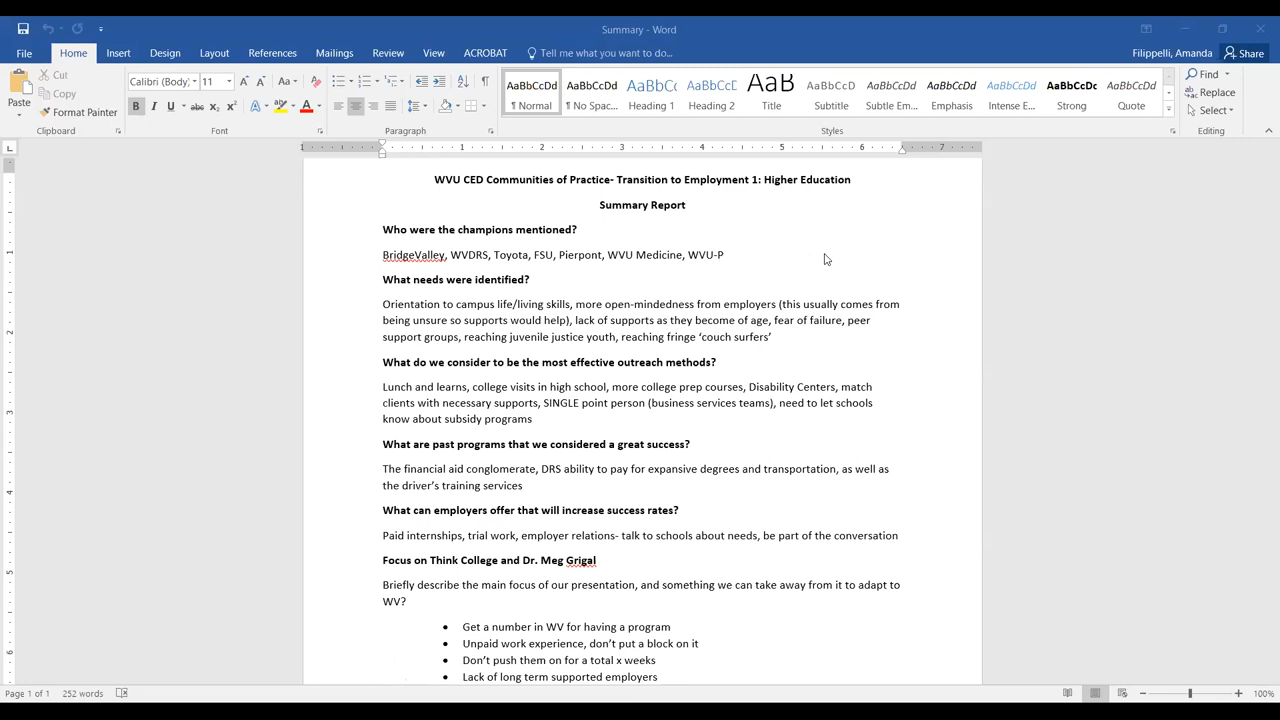 Summary - Word
File Home Insert Design Layout References Mailings Review View ACROBAT Tell me what you want to do... Filippelli, Amanda Share
Paste
Cut
Copy
Format Painter
Clipboard
Calibri (Body) 11
Font
Paragraph
AaBbCcDd AaBbCcDd AaBbCc AaBbCcD AaB AaBbCcD AaBbCcDd AaBbCcDd AaBbCcDd AaBbCcDc AaBbCcDd
¶ Normal ¶ No Spac... Heading 1 Heading 2 Title Subtitle Subtle Em... Emphasis Intense E... Strong Quote
Styles
Find
Replace
Select
Editing
1 1 2 3 4 5 6 7
WVU CED Communities of Practice- Transition to Employment 1: Higher Education
Summary Report
Who were the champions mentioned?
BridgeValley, WVDRS, Toyota, FSU, Pierpont, WVU Medicine, WVU-P
What needs were identified?
Orientation to campus life/living skills, more open-mindedness from employers (this usually comes from
being unsure so supports would help), lack of supports as they become of age, fear of failure, peer
support groups, reaching juvenile justice youth, reaching fringe ‘couch surfers’
What do we consider to be the most effective outreach methods?
Lunch and learns, college visits in high school, more college prep courses, Disability Centers, match
clients with necessary supports, SINGLE point person (business services teams), need to let schools
know about subsidy programs
What are past programs that we considered a great success?
The financial aid conglomerate, DRS ability to pay for expansive degrees and transportation, as well as
the driver’s training services
What can employers offer that will increase success rates?
Paid internships, trial work, employer relations- talk to schools about needs, be part of the conversation
Focus on Think College and Dr. Meg Grigal
Briefly describe the main focus of our presentation, and something we can take away from it to adapt to
WV?
• Get a number in WV for having a program
• Unpaid work experience, don’t put a block on it
• Don’t push them on for a total x weeks
• Lack of long term supported employers
Page 1 of 1 252 words 100%